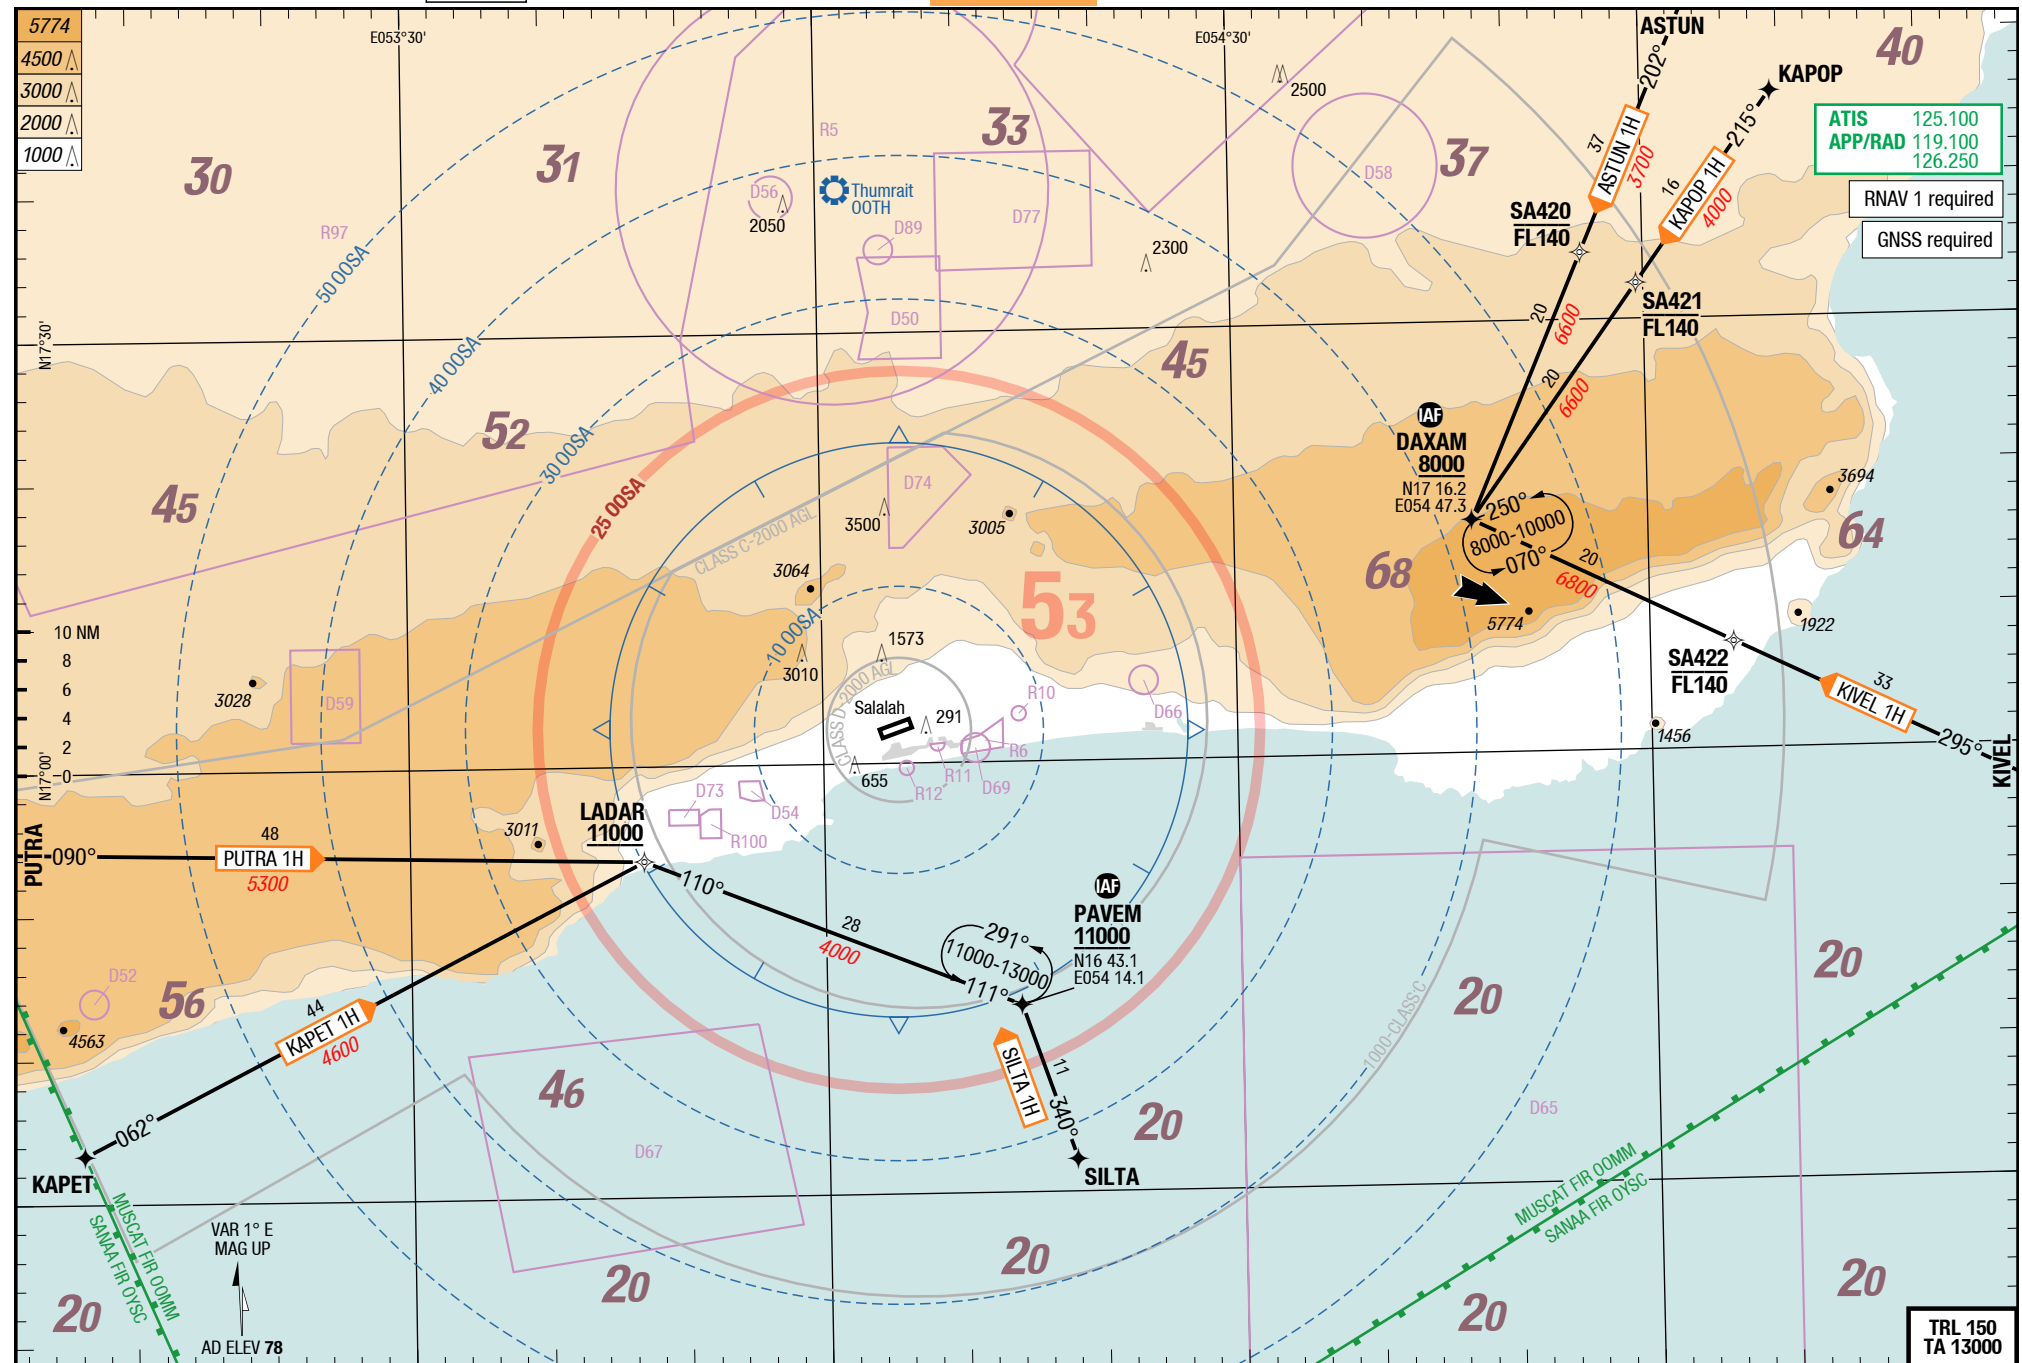 5774
4500
3000
2000
1000
E053°30'
E054°30'
ASTUN
202°
KAPOP
215°
40
ATIS 125.100
APP/RAD 119.100
126.250
RNAV 1 required
GNSS required
30
31
33
37
R5
2500
D58
D56
2050
Thumrait
OOTH
D89
D77
2300
R97
50 OOSA
D50
37
ASTUN 1H
3700
16
KAPOP 1H
4000
SA420
FL140
SA421
FL140
20
6600
20
6600
N17°30'
40 OOSA
52
45
45
30 OOSA
25 OOSA
IAF
DAXAM
8000
N17 16.2
E054 47.3
250°
8000-10000
070°
20
6800
3694
64
68
D74
3500
3005
CLASS C-2000 AGL
3064
53
5774
1922
10 OOSA
1573
3010
CLASS D-2000 AGL
10 NM
8
6
4
2
0
N17°00'
3028
D59
Salalah
291
655
R10
D66
R6
R11
D69
R12
SA422
FL140
33
KIVEL 1H
295°
KIVEL
1456
D73
D54
R100
LADAR
11000
3011
PUTRA
090°
48
PUTRA 1H
5300
110°
28
4000
291°
11000-13000
111°
IAF
PAVEM
11000
N16 43.1
E054 14.1
D52
56
4563
44
KAPET 1H
4600
062°
KAPET
46
D67
SILTA 1H
11
340°
SILTA
20
20
20
1000-CLASS C
D65
MUSCAT FIR OOMM
SANAA FIR OYSC
MUSCAT FIR OOMM
SANAA FIR OYSC
VAR 1° E
MAG UP
AD ELEV 78
20
20
20
20
20
TRL 150
TA 13000